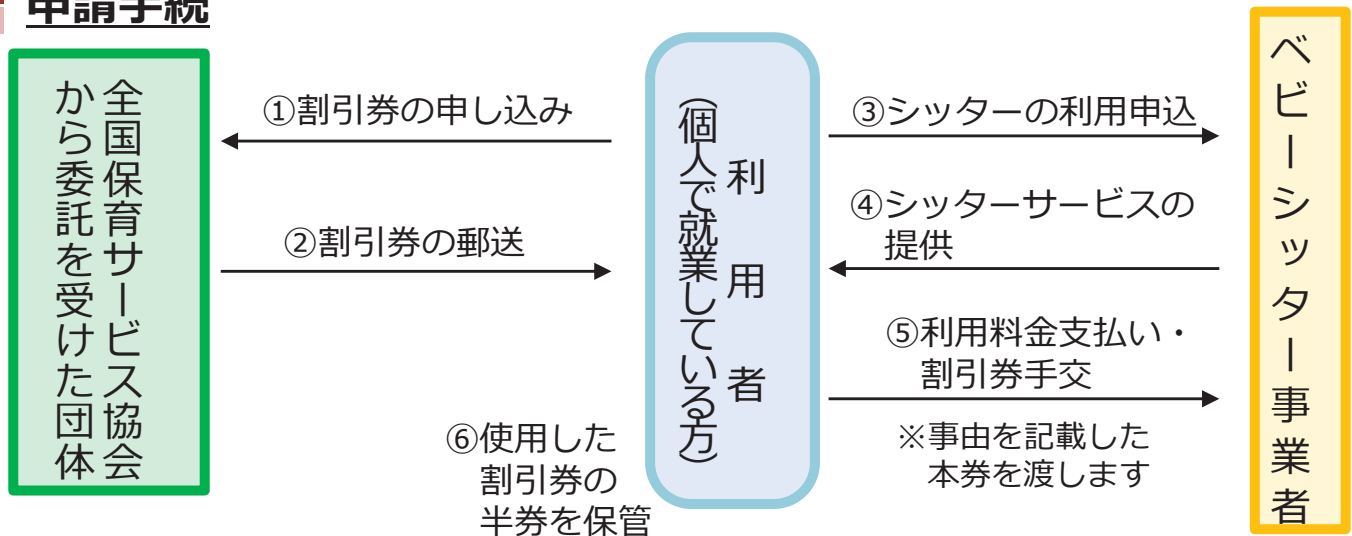 申請手続
全国保育サービス協会
から委託を受けた団体
①割引券の申し込み
②割引券の郵送
利用者
（個人で就業している方）
③シッターの利用申込
④シッターサービスの
提供
⑤利用料金支払い・
割引券手交
※事由を記載した
本券を渡します
⑥使用した
割引券の
半券を保管
ベビーシッター事業者